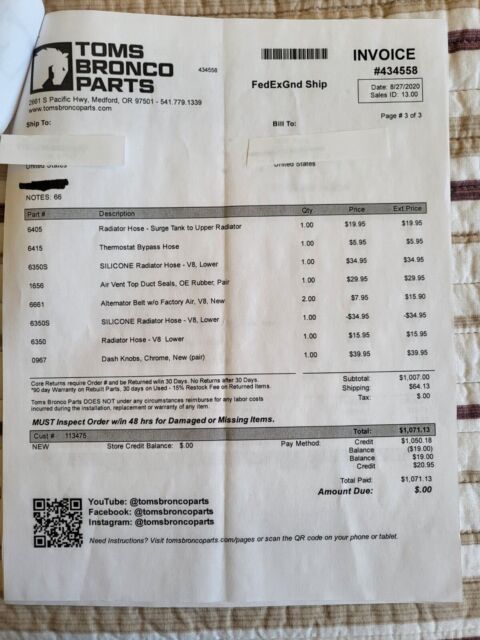 TOMS
BRONCO
PARTS
434558
FedExGnd Ship
INVOICE
#434558
Date: 8/27/2020
Sales ID: 13.00
2661 S Pacific Hwy, Medford, OR 97501 - 541.779.1339
www.tomsbroncoparts.com
Page # 3 of 3
Ship To:
Bill To:
United States
United States
NOTES: 66
Part # Description Qty Price Ext Price
6405 Radiator Hose - Surge Tank to Upper Radiator 1.00 $19.95 $19.95
6415 Thermostat Bypass Hose 1.00 $5.95 $5.95
6350S SILICONE Radiator Hose - V8, Lower 1.00 $34.95 $34.95
1656 Air Vent Top Duct Seals, OE Rubber, Pair 1.00 $29.95 $29.95
6661 Alternator Belt w/o Factory Air, V8, New 2.00 $7.95 $15.90
6350S SILICONE Radiator Hose - V8, Lower 1.00 -$34.95 -$34.95
6350 Radiator Hose - V8 Lower 1.00 $15.95 $15.95
0967 Dash Knobs, Chrome, New (pair) 1.00 $39.95 $39.95
Core Returns require Order # and be Returned w/in 30 Days. No Returns after 30 Days.
*90 day Warranty on Rebuilt Parts. 30 days on Used - 15% Restock Fee on Returned Items.
Toms Bronco Parts DOES NOT under any circumstances reimburse for any labor costs
incurred during the installation, replacement or warranty of any item.
Subtotal: $1,007.00
Shipping: $64.13
Tax: $.00
MUST Inspect Order w/in 48 hrs for Damaged or Missing Items.
Total: $1,071.13
Cust # 113475
NEW Store Credit Balance: $.00 Pay Method: Credit $1,050.18
Balance ($19.00)
Balance $19.00
Credit $20.95
Total Paid: $1,071.13
Amount Due: $.00
YouTube: @tomsbroncoparts
Facebook: @tomsbroncoparts
Instagram: @tomsbroncoparts
Need Instructions? Visit tomsbroncoparts.com/pages or scan the QR code on your phone or tablet.